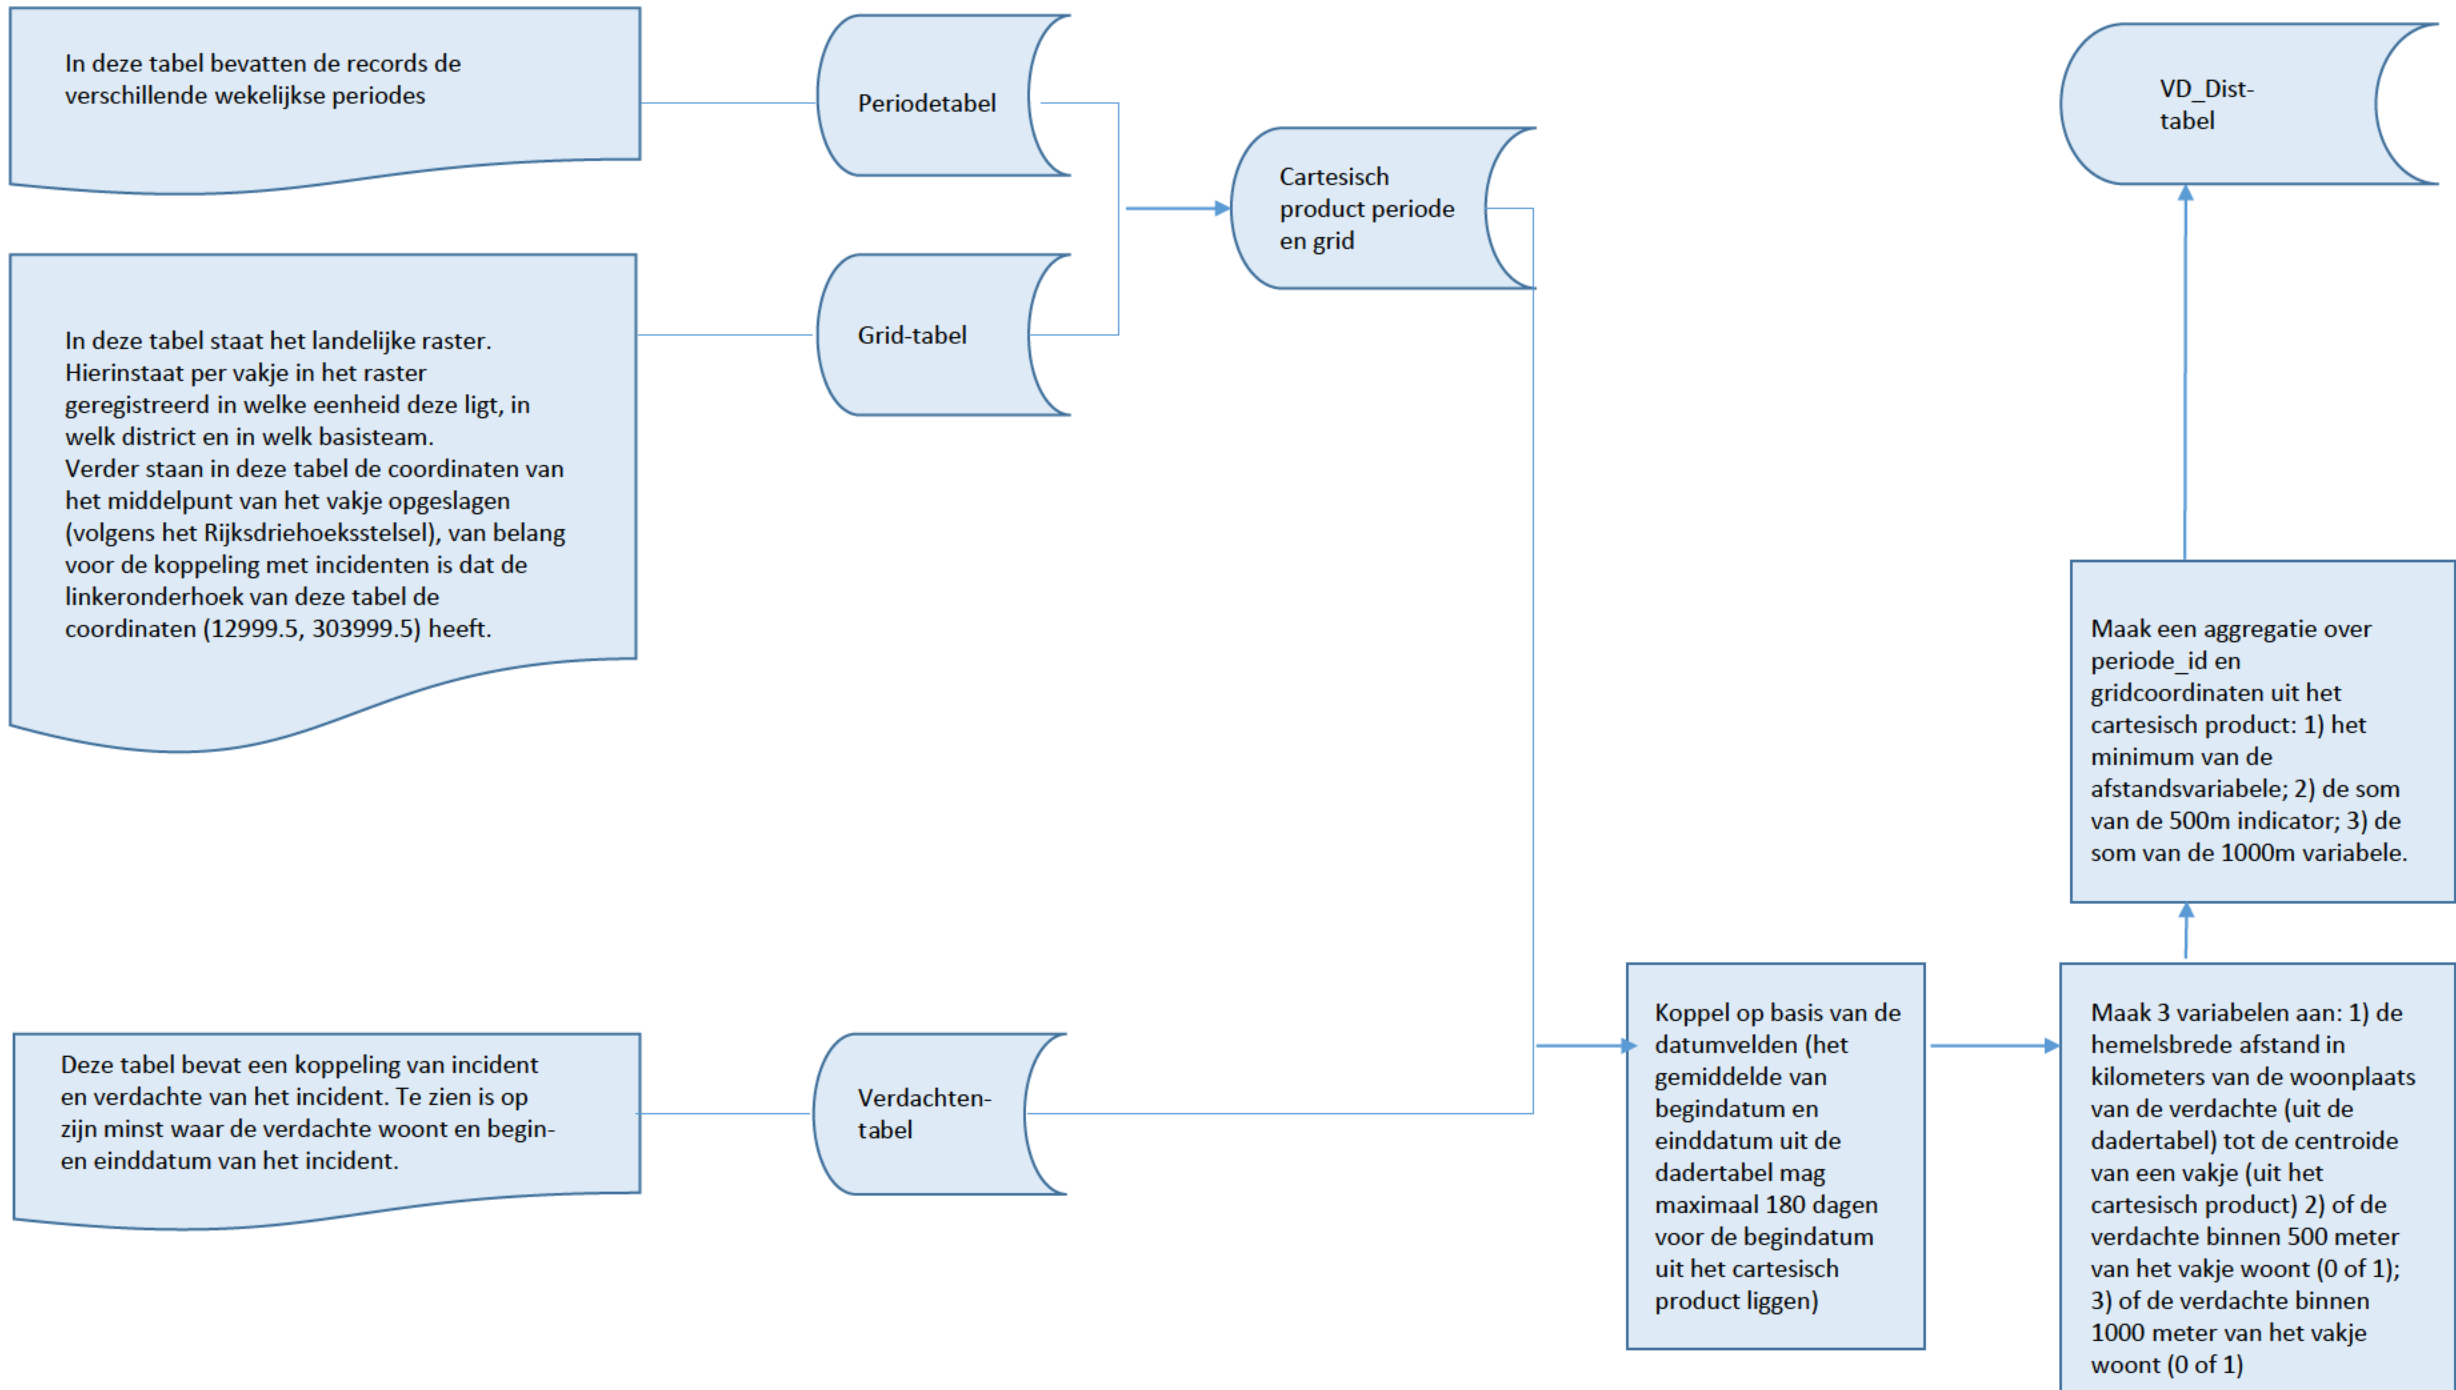 In deze tabel bevatten de records de
verschillende wekelijkse periodes
Periodetabel
Cartesisch
product periode
en grid
VD_Dist-
tabel
In deze tabel staat het landelijke raster.
Hierinstaat per vakje in het raster
geregistreerd in welke eenheid deze ligt, in
welk district en in welk basisteam.
Verder staan in deze tabel de coordinaten van
het middelpunt van het vakje opgeslagen
(volgens het Rijksdriehoeksstelsel), van belang
voor de koppeling met incidenten is dat de
linkeronderhoek van deze tabel de
coordinaten (12999.5, 303999.5) heeft.
Grid-tabel
Maak een aggregatie over
periode_id en
gridcoordinaten uit het
cartesisch product: 1) het
minimum van de
afstandsvariabele; 2) de som
van de 500m indicator; 3) de
som van de 1000m variabele.
Deze tabel bevat een koppeling van incident
en verdachte van het incident. Te zien is op
zijn minst waar de verdachte woont en begin-
en einddatum van het incident.
Verdachten-
tabel
Koppel op basis van de
datumvelden (het
gemiddelde van
begindatum en
einddatum uit de
dadertabel mag
maximaal 180 dagen
voor de begindatum
uit het cartesisch
product liggen)
Maak 3 variabelen aan: 1) de
hemelsbrede afstand in
kilometers van de woonplaats
van de verdachte (uit de
dadertabel) tot de centroide
van een vakje (uit het
cartesisch product) 2) of de
verdachte binnen 500 meter
van het vakje woont (0 of 1);
3) of de verdachte binnen
1000 meter van het vakje
woont (0 of 1)